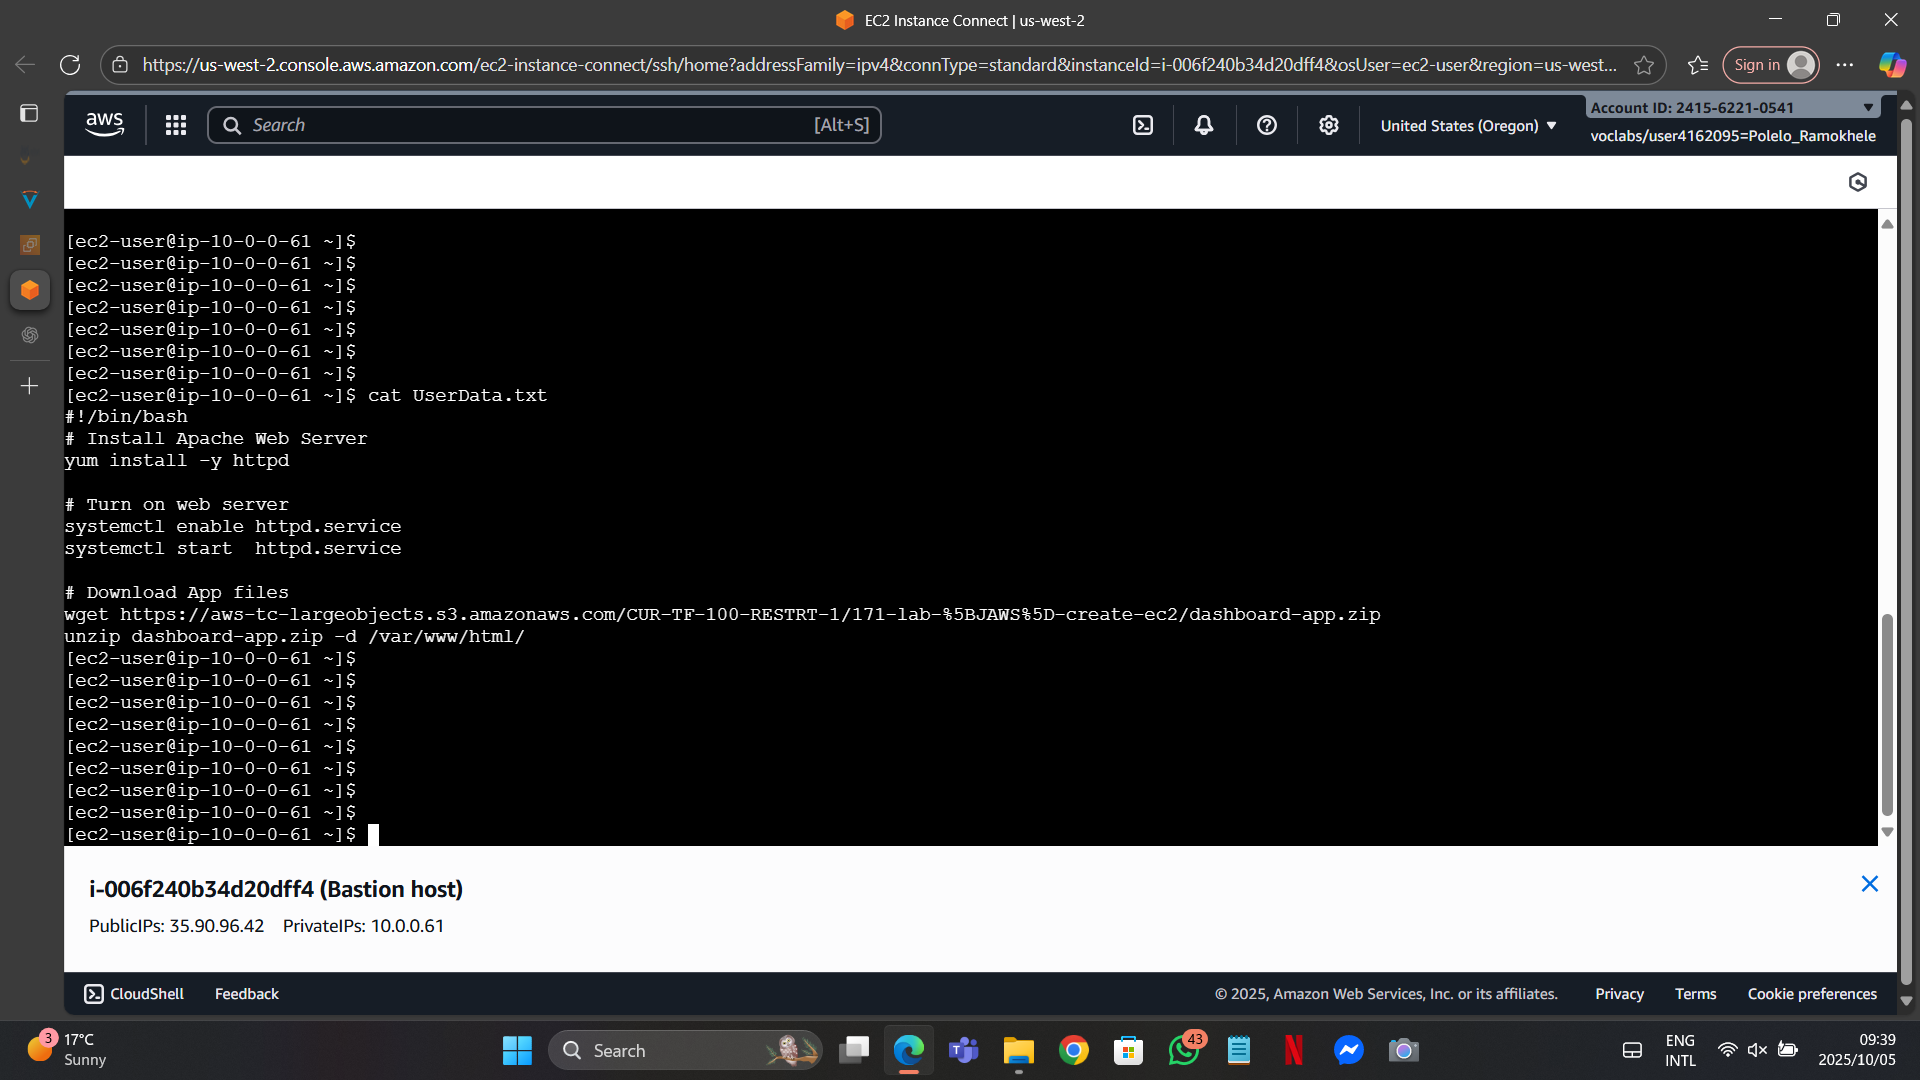 EC2 Instance Connect | us-west-2
https://us-west-2.console.aws.amazon.com/ec2-instance-connect/ssh/home?addressFamily=ipv4&connType=standard&instanceId=i-006f240b34d20dff4&osUser=ec2-user&region=us-west...
Sign in
aws
Search
[Alt+S]
United States (Oregon)
Account ID: 2415-6221-0541
voclabs/user4162095=Polelo_Ramokhele
[ec2-user@ip-10-0-0-61 ~]$
[ec2-user@ip-10-0-0-61 ~]$
[ec2-user@ip-10-0-0-61 ~]$
[ec2-user@ip-10-0-0-61 ~]$
[ec2-user@ip-10-0-0-61 ~]$
[ec2-user@ip-10-0-0-61 ~]$
[ec2-user@ip-10-0-0-61 ~]$
[ec2-user@ip-10-0-0-61 ~]$ cat UserData.txt
#!/bin/bash
# Install Apache Web Server
yum install -y httpd
# Turn on web server
systemctl enable httpd.service
systemctl start  httpd.service
# Download App files
wget https://aws-tc-largeobjects.s3.amazonaws.com/CUR-TF-100-RESTRT-1/171-lab-%5BJAWS%5D-create-ec2/dashboard-app.zip
unzip dashboard-app.zip -d /var/www/html/
[ec2-user@ip-10-0-0-61 ~]$
[ec2-user@ip-10-0-0-61 ~]$
[ec2-user@ip-10-0-0-61 ~]$
[ec2-user@ip-10-0-0-61 ~]$
[ec2-user@ip-10-0-0-61 ~]$
[ec2-user@ip-10-0-0-61 ~]$
[ec2-user@ip-10-0-0-61 ~]$
[ec2-user@ip-10-0-0-61 ~]$
[ec2-user@ip-10-0-0-61 ~]$
i-006f240b34d20dff4 (Bastion host)
PublicIPs: 35.90.96.42 PrivateIPs: 10.0.0.61
CloudShell
Feedback
© 2025, Amazon Web Services, Inc. or its affiliates.
Privacy
Terms
Cookie preferences
3
17°C
Sunny
Search
43
ENG
INTL
09:39
2025/10/05